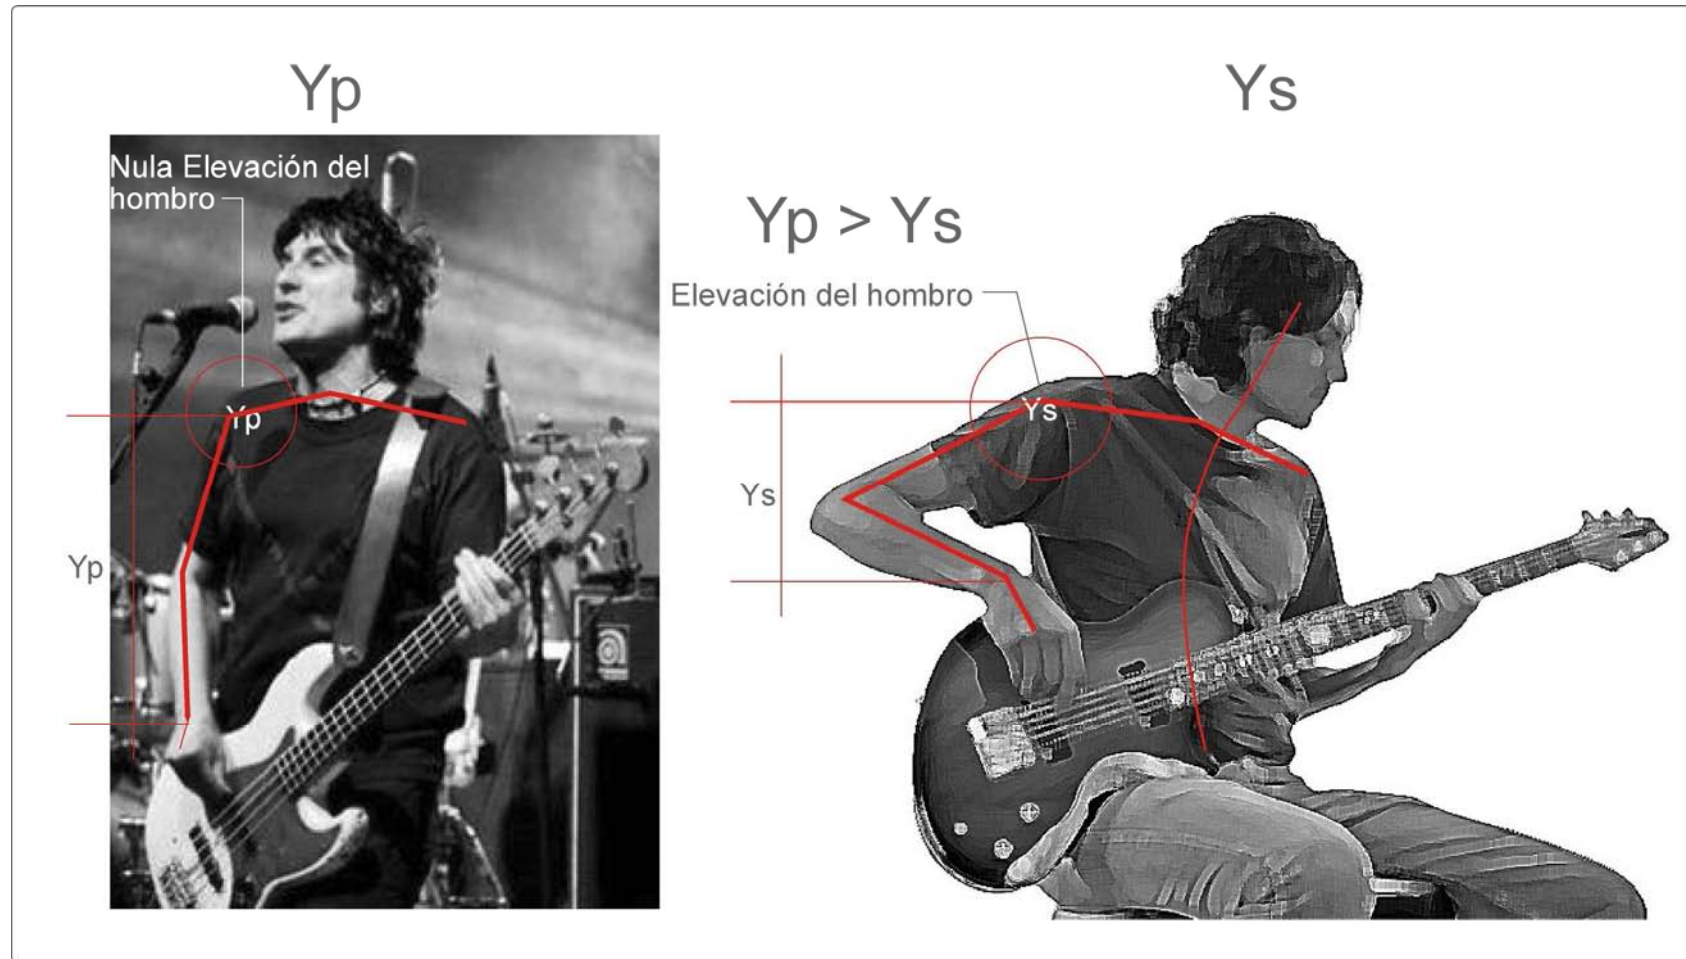 Yp
Ys
Nula Elevación del
hombro
Yp > Ys
Elevación del hombro
Yp
Ys
Ys
Yp